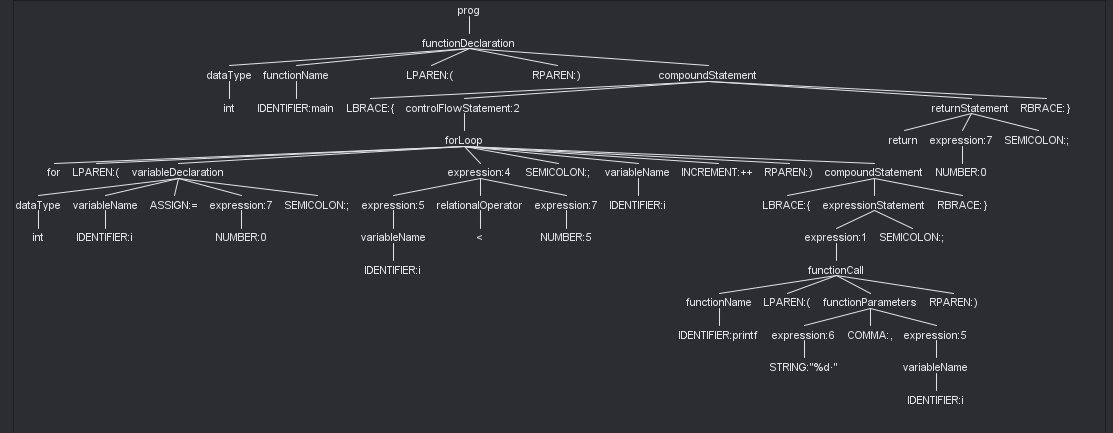 prog
functionDeclaration
dataType functionName LPAREN:( RPAREN:) compoundStatement
int IDENTIFIER:main LBRACE:{ controlFlowStatement:2 returnStatement RBRACE:}
forLoop return expression:7 SEMICOLON:;
for LPAREN:( variableDeclaration expression:4 SEMICOLON:; variableName INCREMENT:++ RPAREN:) compoundStatement NUMBER:0
dataType variableName ASSIGN:= expression:7 SEMICOLON:; expression:5 relationalOperator expression:7 IDENTIFIER:i LBRACE:{ expressionStatement RBRACE:}
int IDENTIFIER:i NUMBER:0 variableName < NUMBER:5 expression:1 SEMICOLON:;
IDENTIFIER:i functionCall
functionName LPAREN:( functionParameters RPAREN:)
IDENTIFIER:printf expression:6 COMMA:, expression:5
STRING:"%d·" variableName
IDENTIFIER:i